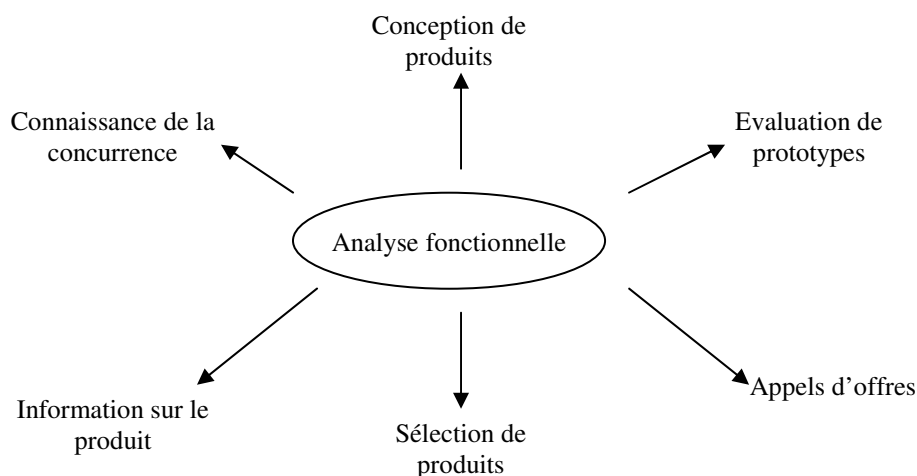 Conception de
produits
Connaissance de la
concurrence
Evaluation de
prototypes
Analyse fonctionnelle
Information sur le
produit
Sélection de
produits
Appels d'offres